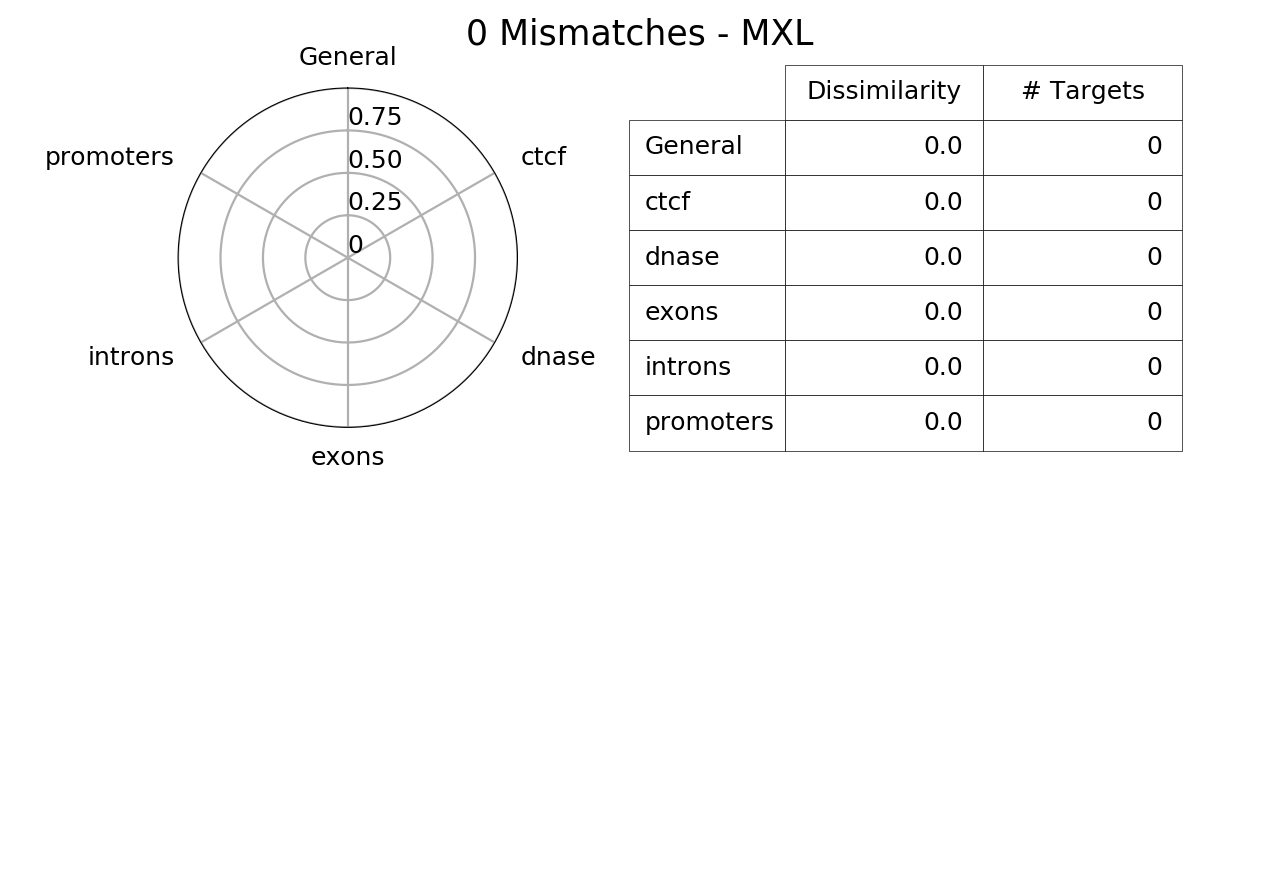 0 Mismatches - MXL
General
promoters
ctcf
0.75
0.50
0.25
0
introns
dnase
exons
Dissimilarity # Targets
General 0.0 0
ctcf 0.0 0
dnase 0.0 0
exons 0.0 0
introns 0.0 0
promoters 0.0 0